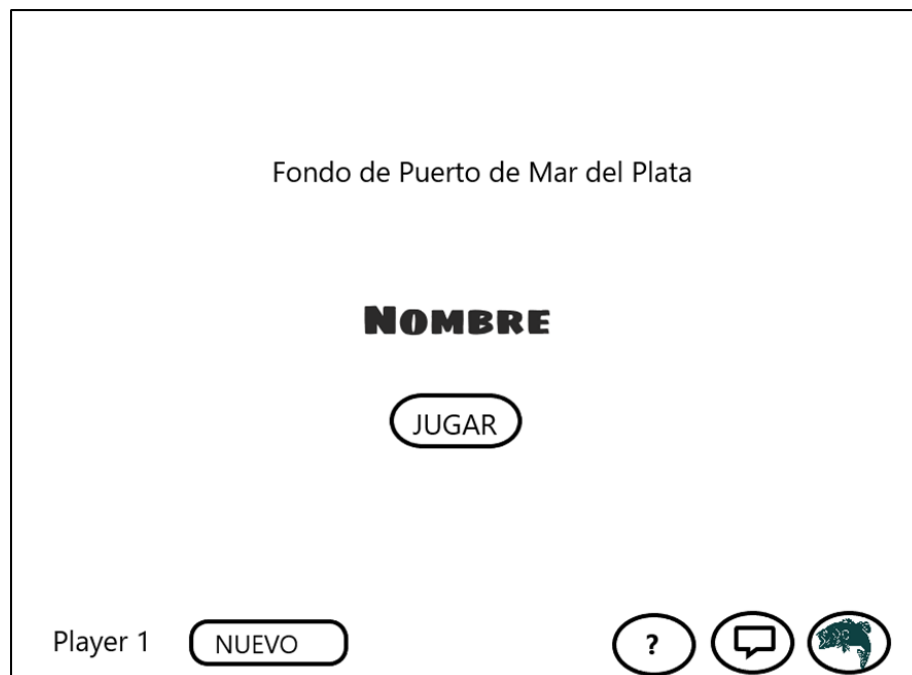 Fondo de Puerto de Mar del Plata
NOMBRE
JUGAR
Player 1
NUEVO
?